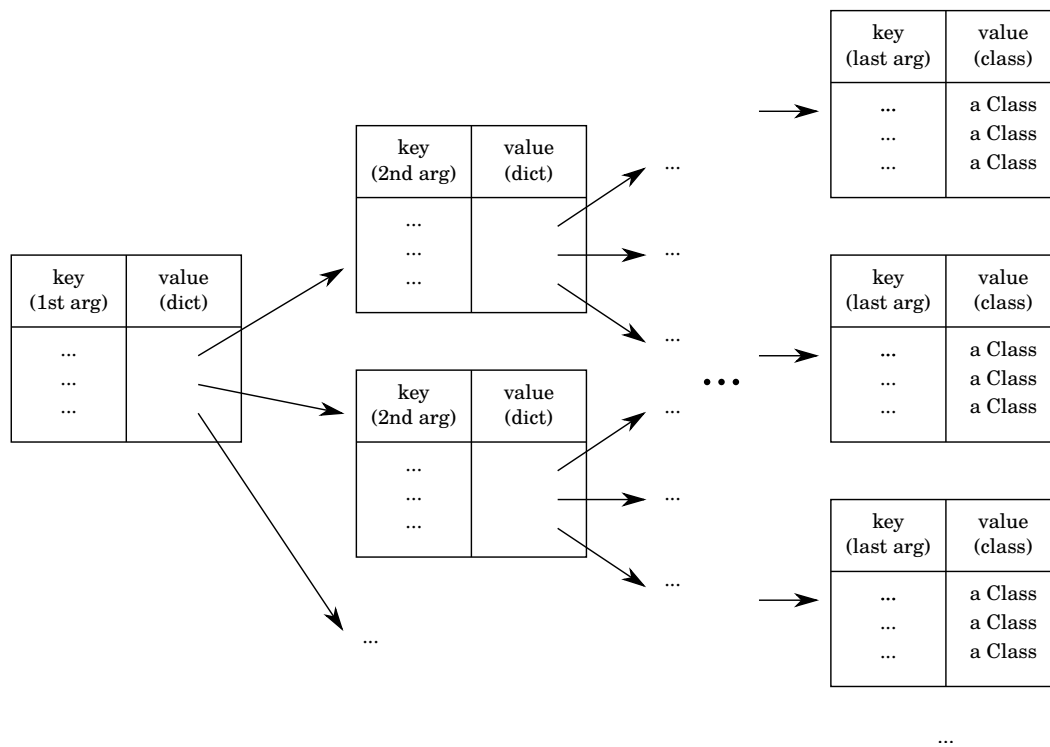 key
(1st arg)
value
(dict)
...
...
...
key
(2nd arg)
value
(dict)
...
...
...
key
(2nd arg)
value
(dict)
...
...
...
...
...
...
...
...
...
...
...
key
(last arg)
value
(class)
... a Class
... a Class
... a Class
key
(last arg)
value
(class)
... a Class
... a Class
... a Class
key
(last arg)
value
(class)
... a Class
... a Class
... a Class
...